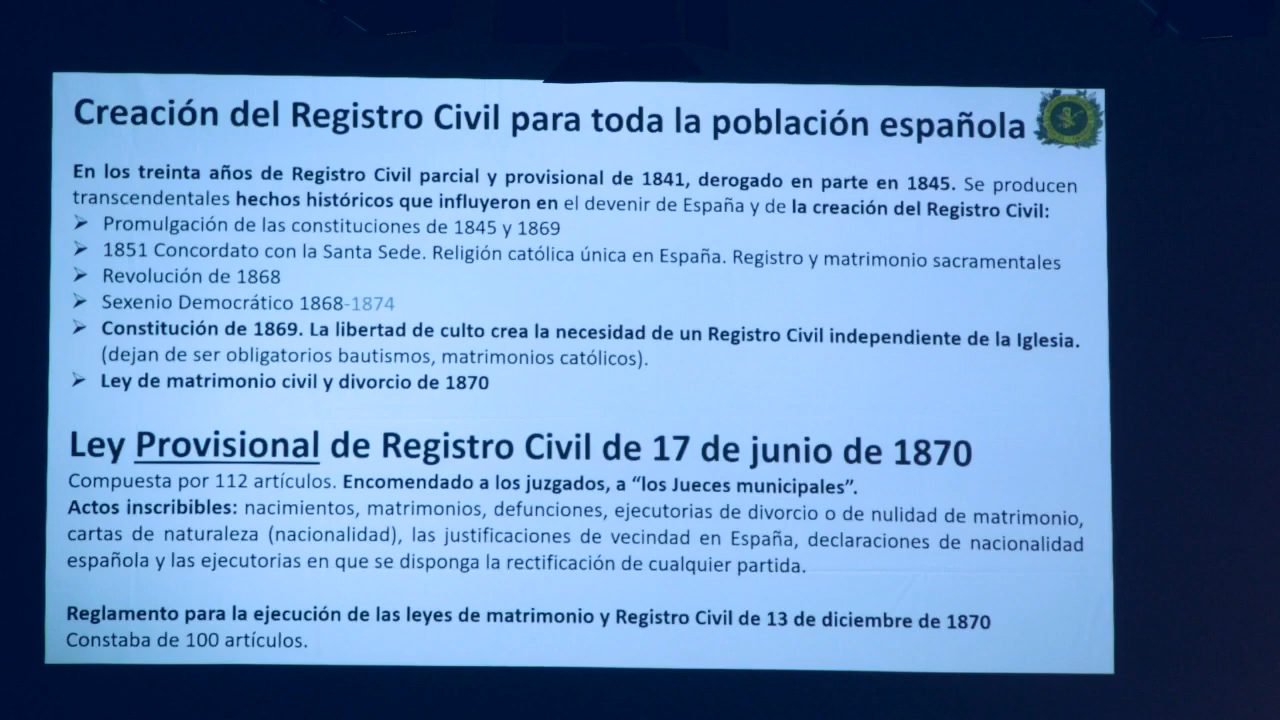 Creación del Registro Civil para toda la población española
En los treinta años de Registro Civil parcial y provisional de 1841, derogado en parte en 1845. Se producen
transcendentales hechos históricos que influyeron en el devenir de España y de la creación del Registro Civil:
➢ Promulgación de las constituciones de 1845 y 1869
➢ 1851 Concordato con la Santa Sede. Religión católica única en España. Registro y matrimonio sacramentales
➢ Revolución de 1868
➢ Sexenio Democrático 1868-1874
➢ Constitución de 1869. La libertad de culto crea la necesidad de un Registro Civil independiente de la Iglesia.
(dejan de ser obligatorios bautismos, matrimonios católicos).
➢ Ley de matrimonio civil y divorcio de 1870
Ley Provisional de Registro Civil de 17 de junio de 1870
Compuesta por 112 artículos. Encomendado a los juzgados, a “los Jueces municipales”.
Actos inscribibles: nacimientos, matrimonios, defunciones, ejecutorias de divorcio o de nulidad de matrimonio,
cartas de naturaleza (nacionalidad), las justificaciones de vecindad en España, declaraciones de nacionalidad
española y las ejecutorias en que se disponga la rectificación de cualquier partida.
Reglamento para la ejecución de las leyes de matrimonio y Registro Civil de 13 de diciembre de 1870
Constaba de 100 artículos.